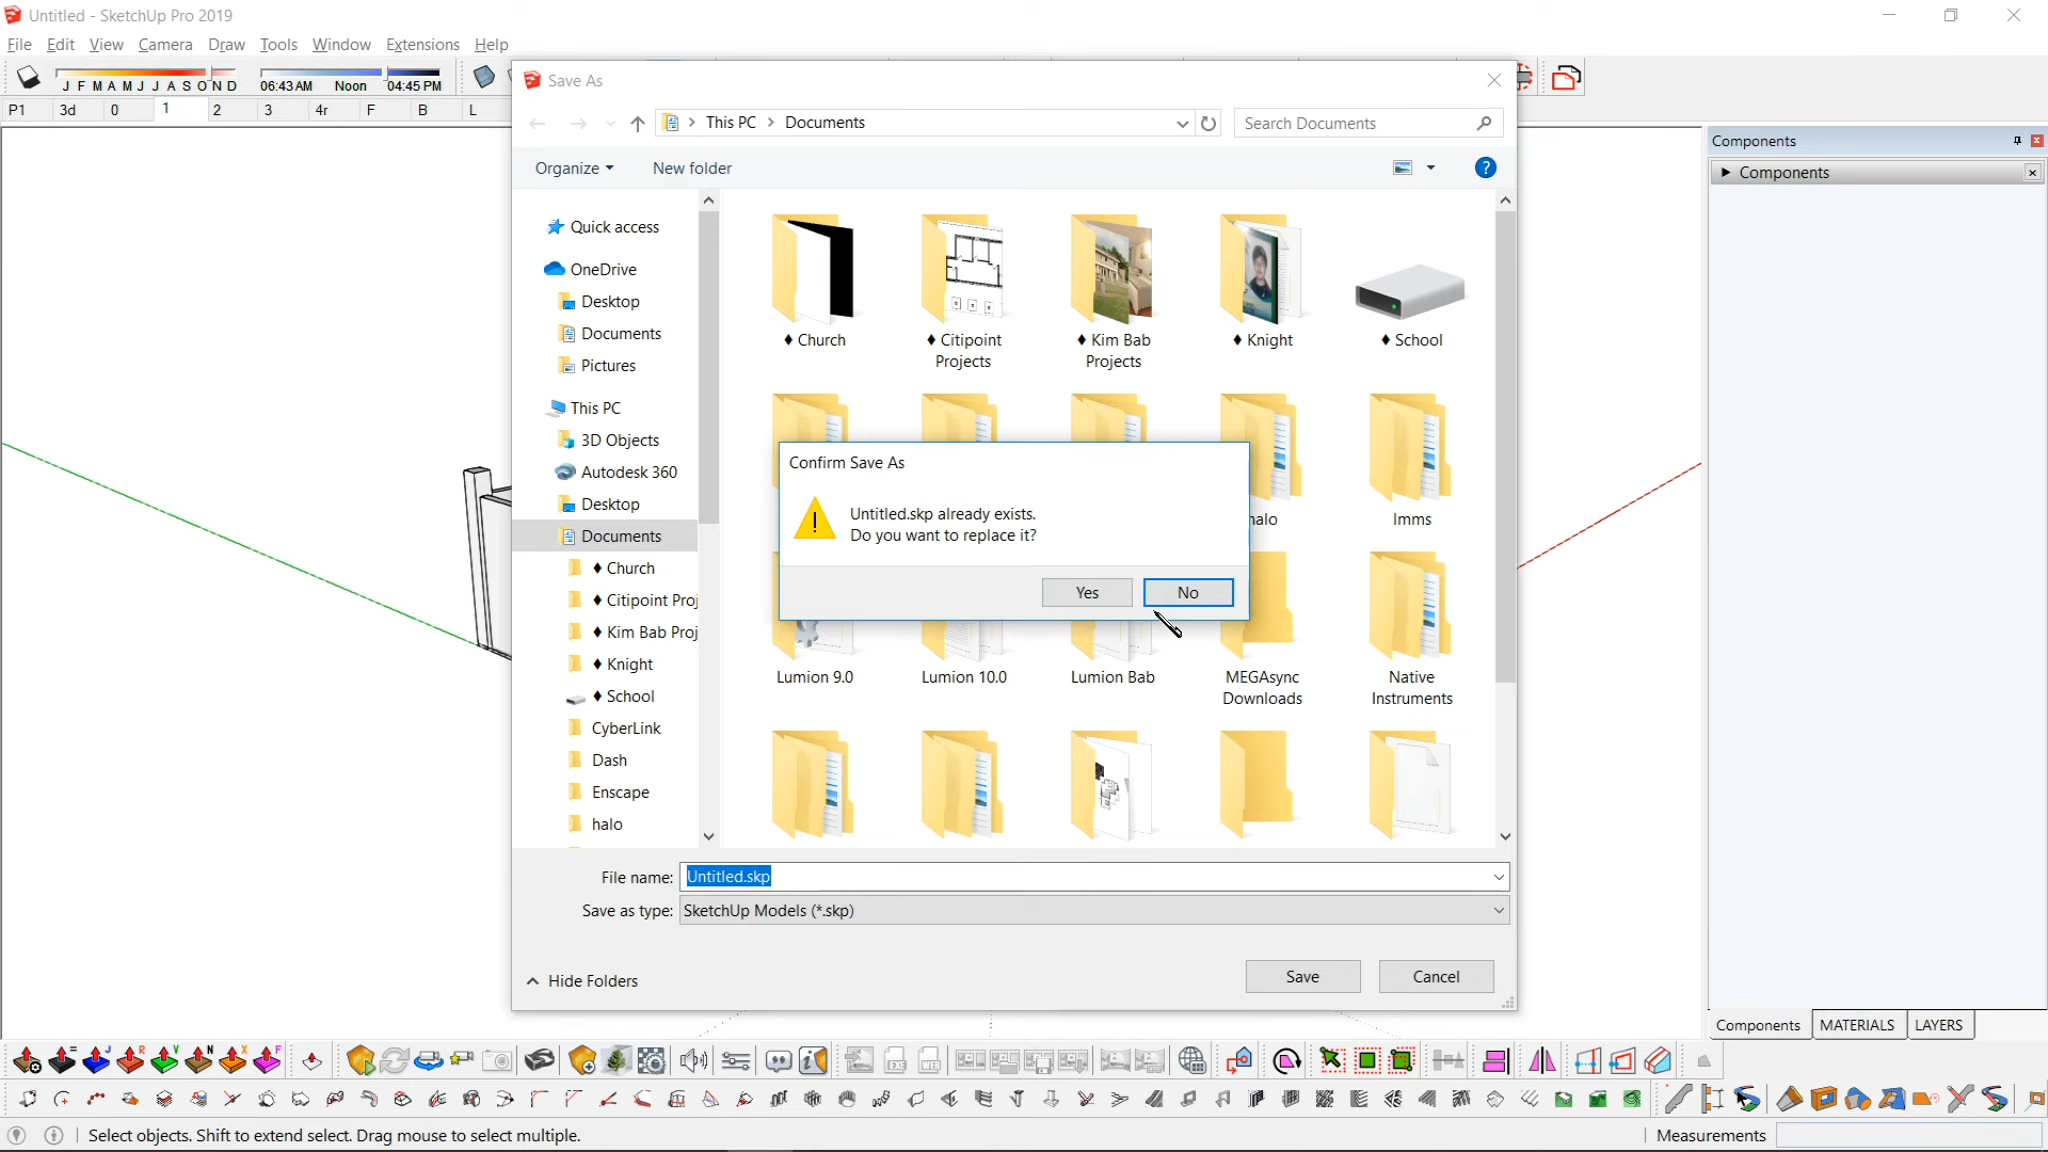 Untitled - SketchUp Pro 2019
File Edit View Camera Draw Tools Window Extensions Help
J F M A M J J A S O N D 06:43 AM Noon 04:45 PM
P1 3d 0 1 2 3 4r F B L
Save As
This PC > Documents
Search Documents
Organize New folder
Quick access
OneDrive
Desktop
Documents
Pictures
This PC
3D Objects
Autodesk 360
Desktop
Documents
♦ Church
♦ Citipoint Proj
♦ Kim Bab Proj
♦ Knight
♦ School
CyberLink
Dash
Enscape
halo
♦ Church
♦ Citipoint
Projects
♦ Kim Bab
Projects
♦ Knight
♦ School
halo
Imms
Lumion 9.0
Lumion 10.0
Lumion Bab
MEGAsync
Downloads
Native
Instruments
Confirm Save As
Untitled.skp already exists.
Do you want to replace it?
Yes No
File name: Untitled.skp
Save as type: SketchUp Models (*.skp)
Hide Folders
Save Cancel
Components
Components
Components MATERIALS LAYERS
Select objects. Shift to extend select. Drag mouse to select multiple.
Measurements